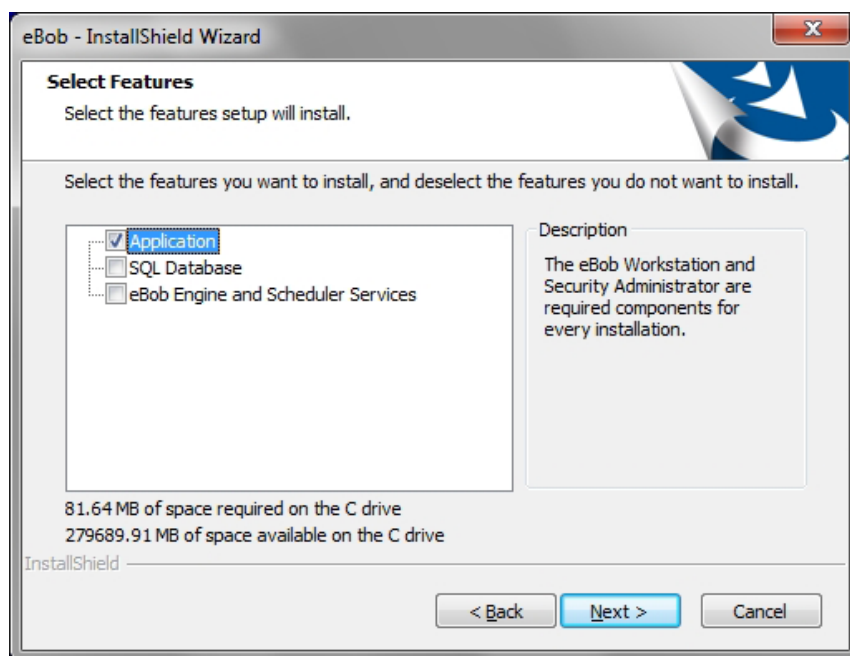 eBob - InstallShield Wizard
Select Features
Select the features setup will install.
Select the features you want to install, and deselect the features you do not want to install.
Application
SQL Database
eBob Engine and Scheduler Services
Description
The eBob Workstation and
Security Administrator are
required components for
every installation.
81.64 MB of space required on the C drive
279689.91 MB of space available on the C drive
InstallShield
< Back
Next >
Cancel